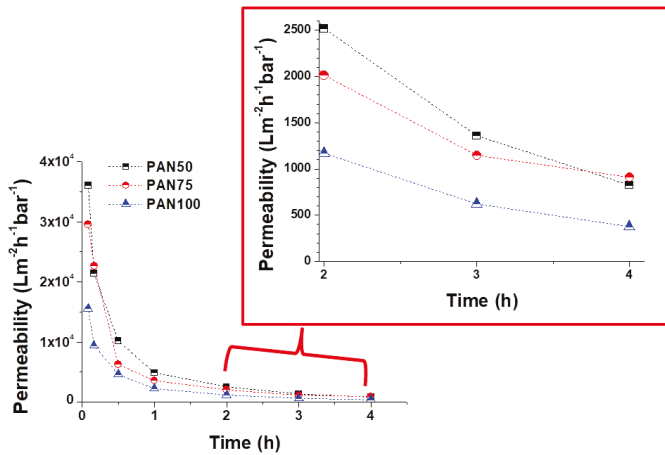 2500
2000
1500
1000
500
0
Permeability (Lm⁻²h⁻¹bar⁻¹)
2
3
4
Time (h)
PAN50
PAN75
PAN100
4x10⁴
3x10⁴
2x10⁴
1x10⁴
0
Permeability (Lm⁻²h⁻¹bar⁻¹)
0
1
2
3
4
Time (h)